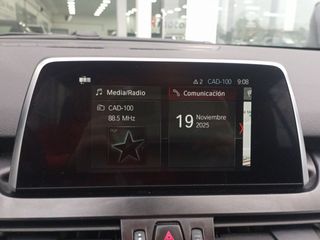 2 CAD-100 9:08
Media/Radio
Comunicación
CAD-100
88.5 MHz
19 Noviembre
2025